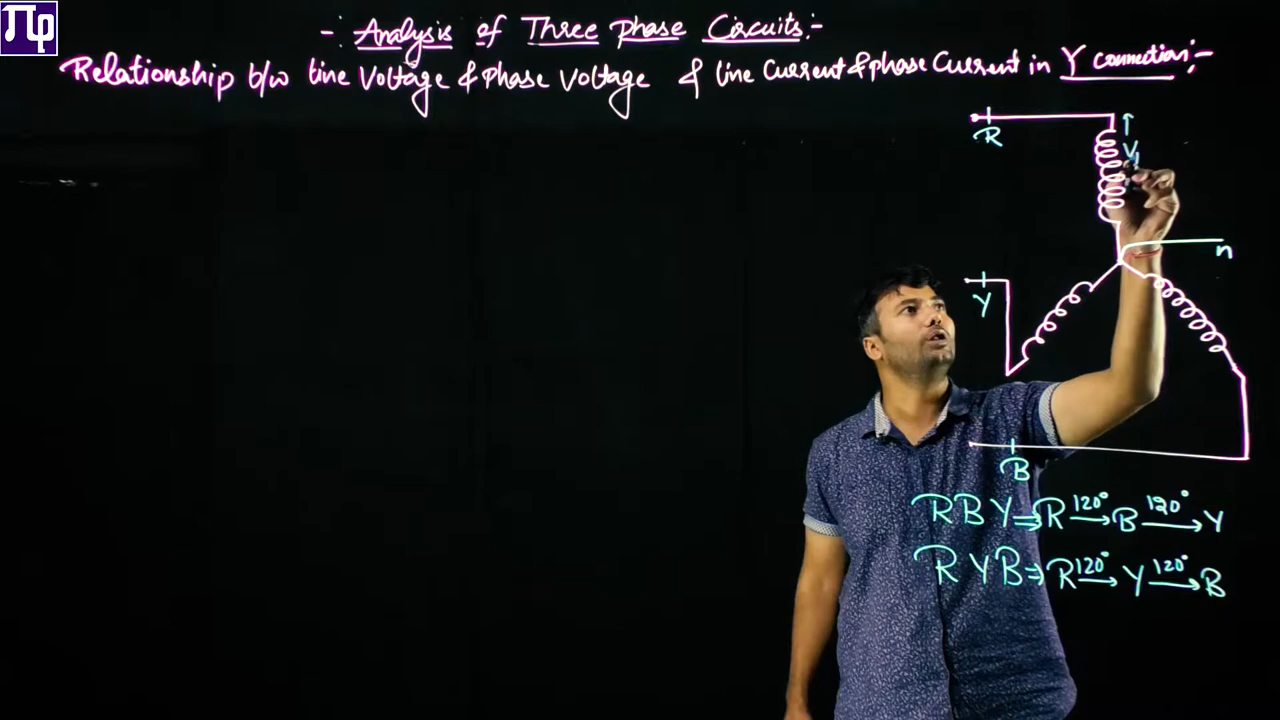 πφ
-: Analysis of Three phase Circuits:-
Relationship b/w Line Voltage & Phase Voltage & line Current & phase Current in Y connection:-
R
V
n
Y
B
RBY ⇒ R 120° → B 120° → Y
RYB ⇒ R 120° → Y 120° → B